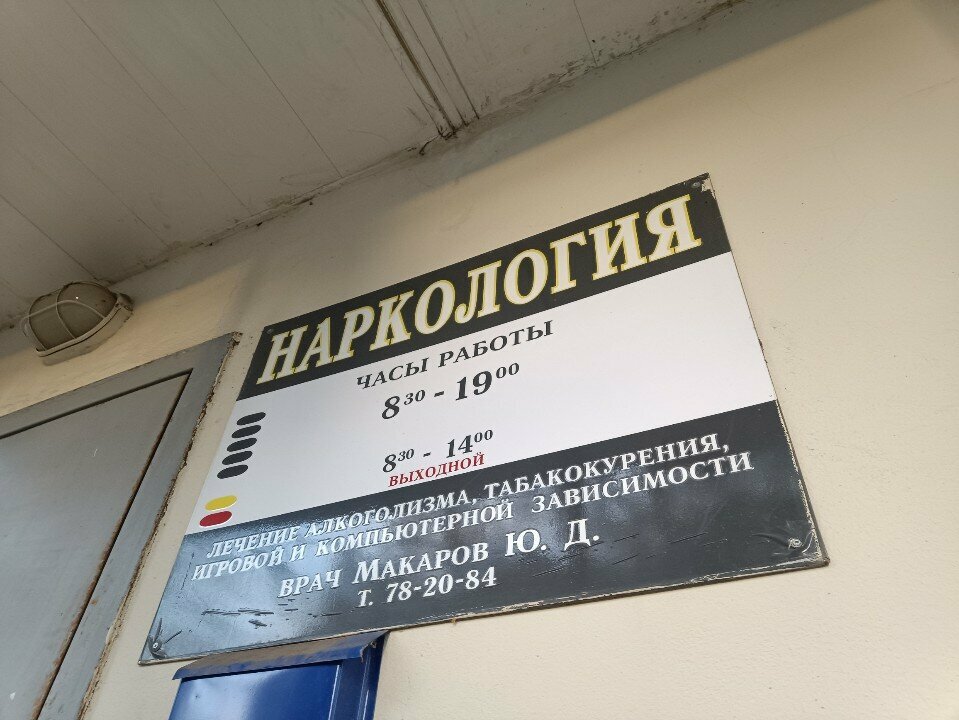 НАРКОЛОГИЯ
ЧАСЫ РАБОТЫ
8³⁰ - 19⁰⁰
8³⁰ - 14⁰⁰
ВЫХОДНОЙ
ЛЕЧЕНИЕ АЛКОГОЛИЗМА, ТАБАКОКУРЕНИЯ,
ИГРОВОЙ И КОМПЬЮТЕРНОЙ ЗАВИСИМОСТИ
ВРАЧ МАКАРОВ Ю. Д.
Т. 78-20-84